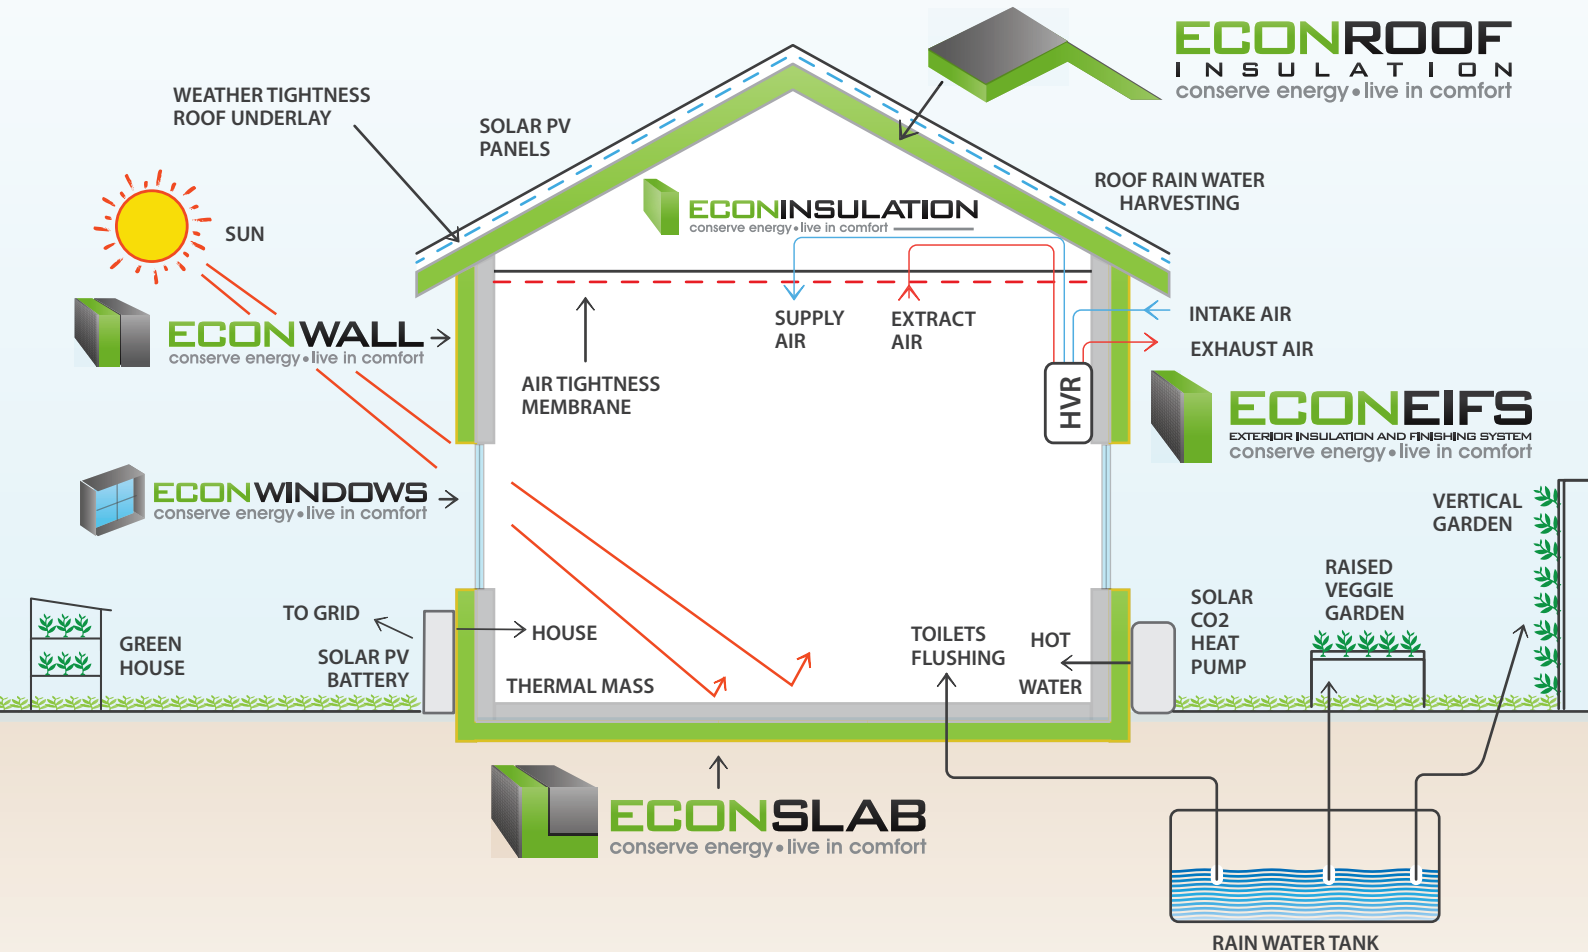 ECONROOF
INSULATION
conserve energy • live in comfort
WEATHER TIGHTNESS
ROOF UNDERLAY
SOLAR PV
PANELS
ROOF RAIN WATER
HARVESTING
SUN
ECONINSULATION
conserve energy • live in comfort
ECONWALL
conserve energy • live in comfort
SUPPLY
AIR
EXTRACT
AIR
INTAKE AIR
EXHAUST AIR
AIR TIGHTNESS
MEMBRANE
HVR
ECONEIFS
EXTERIOR INSULATION AND FINISHING SYSTEM
conserve energy • live in comfort
ECONWINDOWS
conserve energy • live in comfort
VERTICAL
GARDEN
RAISED
VEGGIE
GARDEN
SOLAR
CO2
HEAT
PUMP
TO GRID
HOUSE
GREEN
HOUSE
SOLAR PV
BATTERY
THERMAL MASS
TOILETS
FLUSHING
HOT
WATER
ECONSLAB
conserve energy • live in comfort
RAIN WATER TANK